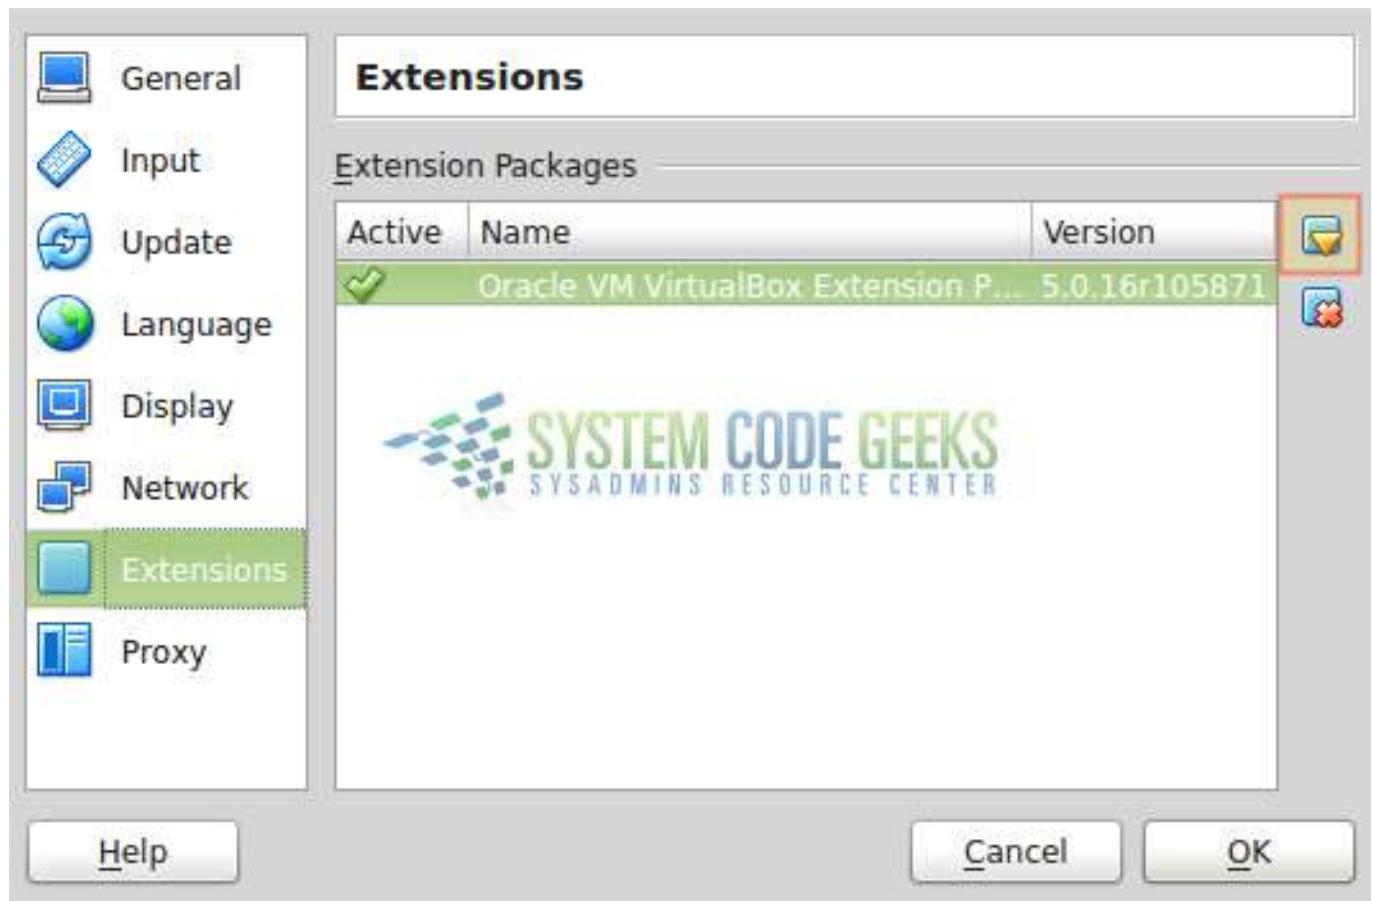 General
Input
Update
Language
Display
Network
Extensions
Proxy
Extensions
Extension Packages
Active Name Version
Oracle VM VirtualBox Extension P... 5.0.16r105871
SYSTEM CODE GEEKS
SYSADMINS RESOURCE CENTER
Help Cancel OK